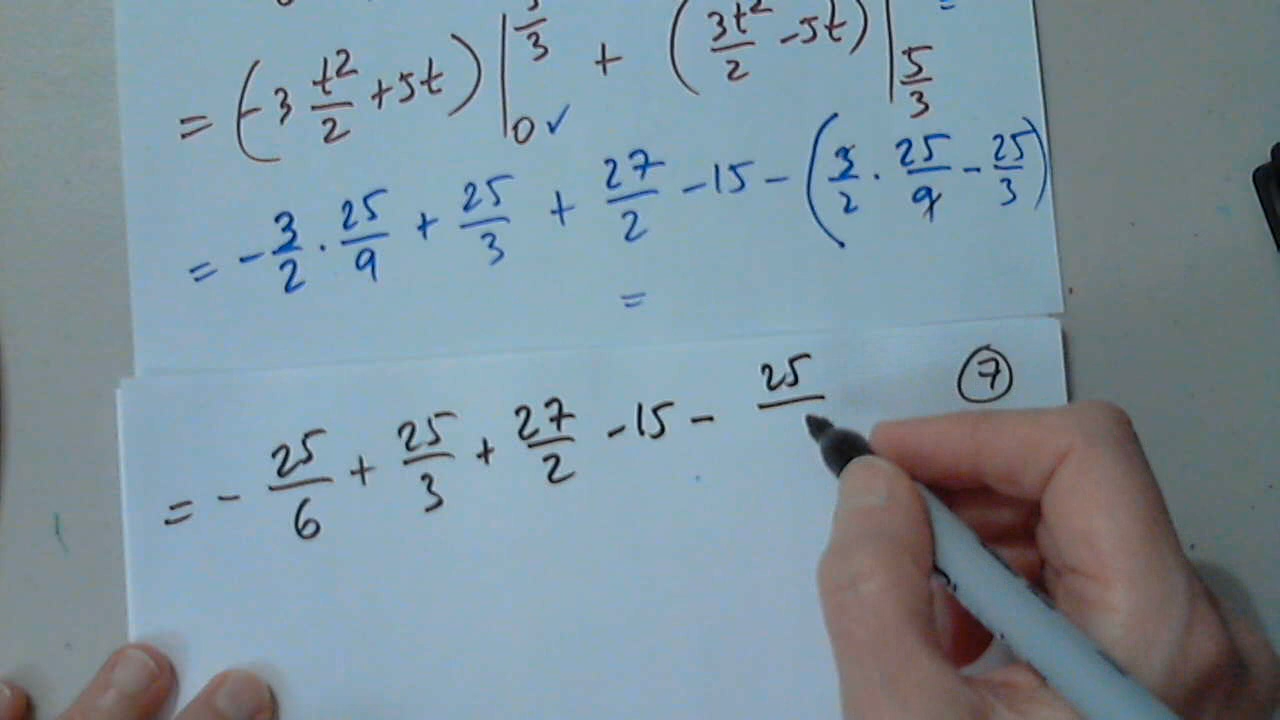 = (-3 t²/2 + 5t) |₀^{5/3} ✓ + (3t²/2 - 5t) |_{5/3}
= - 3/2 · 25/9 + 25/3 + 27/2 - 15 - (3/2 · 25/9 - 25/3)
=
7
= - 25/6 + 25/3 + 27/2 - 15 - 25/